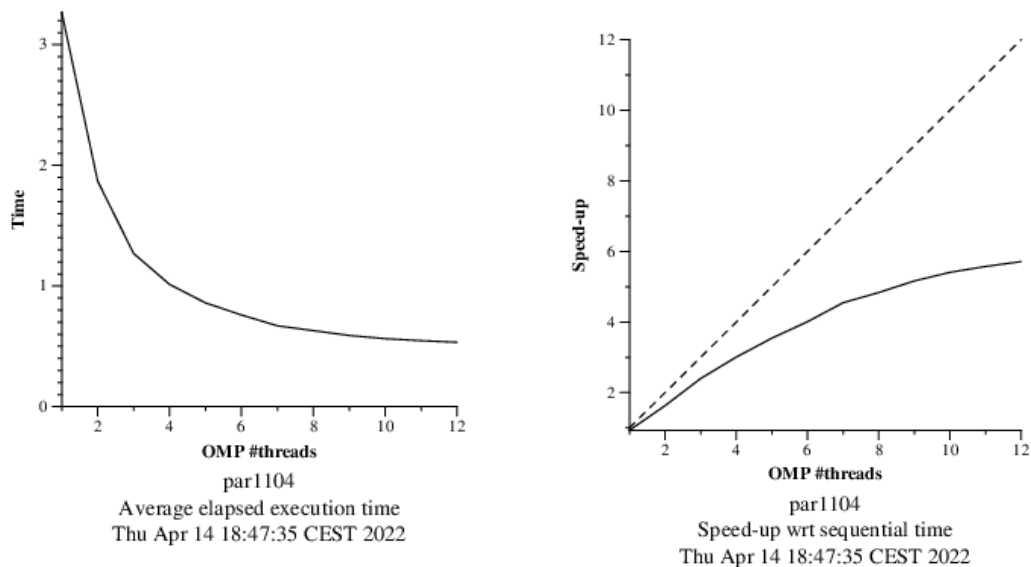 3
2
1
0
Time
2
4
6
8
10
12
OMP #threads
par1104
Average elapsed execution time
Thu Apr 14 18:47:35 CEST 2022
12
10
8
6
4
2
Speed-up
2
4
6
8
10
12
OMP #threads
par1104
Speed-up wrt sequential time
Thu Apr 14 18:47:35 CEST 2022